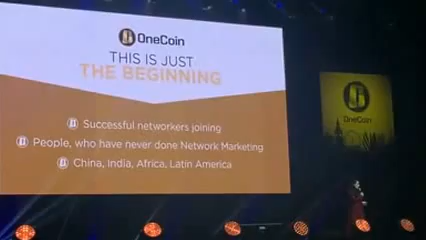 OneCoin
THIS IS JUST
THE BEGINNING
Successful networkers joining
People, who have never done Network Marketing
China, India, Africa, Latin America
OneCoin